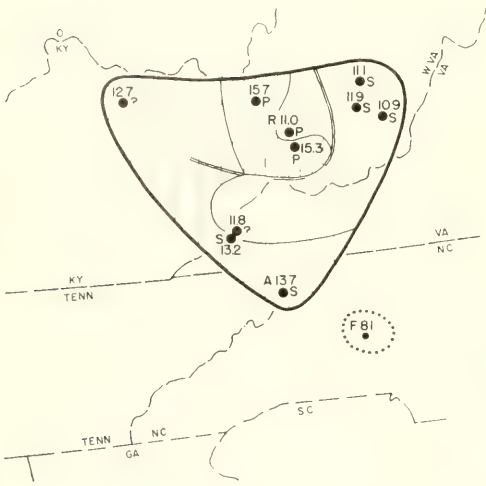 O
KY
W VA
VA
11.1
S
12.7
?
15.7
P
11.9
S
10.9
S
R 11.0
P
15.3
P
11.8
?
S
13.2
VA
NC
KY
TENN
A 13.7
S
F 8.1
SC
TENN
NC
GA